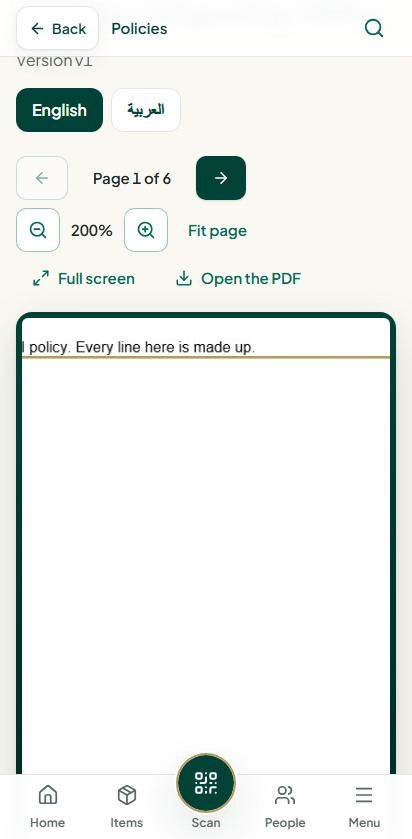 Back
Policies
Version v1
English
العربية
Page 1 of 6
200%
Fit page
Full screen
Open the PDF
l policy. Every line here is made up.
Home
Items
Scan
People
Menu